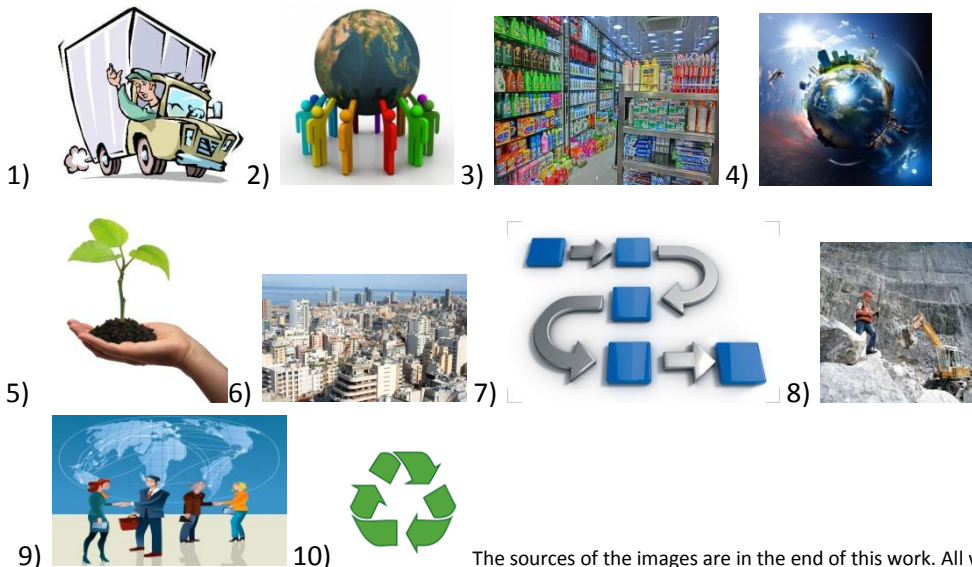 1) 2) 3) 4)
5) 6) 7) 8)
9) 10) The sources of the images are in the end of this work. All